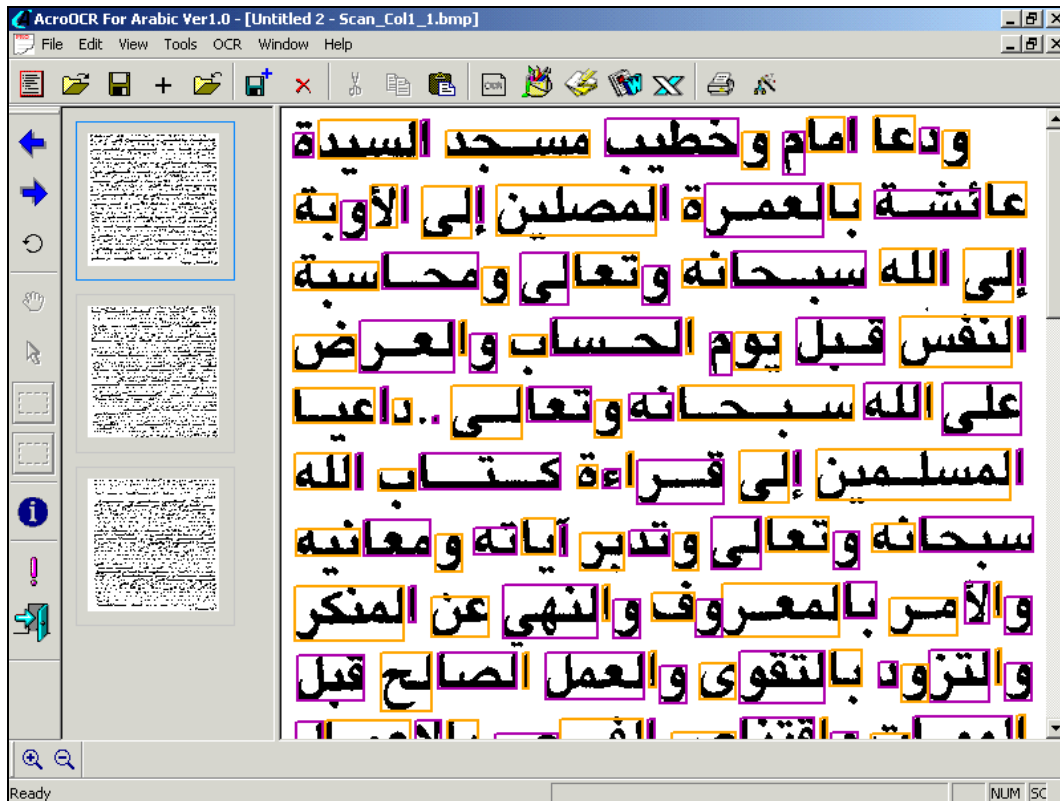 AcroOCR For Arabic Ver1.0 - [Untitled 2 - Scan_Col1_1.bmp]
File Edit View Tools OCR Window Help
ودعا امام وخطيب مسجد السيدة
عائشة بالعمرة المصلين إلى الأوبة
إلى الله سبحانه وتعالى ومحاسبة
النفس قبل يوم الحساب والعرض
على الله سبحانه وتعالى.. داعيا
المسلمين إلى قراءة كتاب الله
سبحانه وتعالى وتدبر آياته ومعانيه
والأمر بالمعروف والنهي عن المنكر
والتزود بالتقوى والعمل الصالح قبل
Ready NUM SC